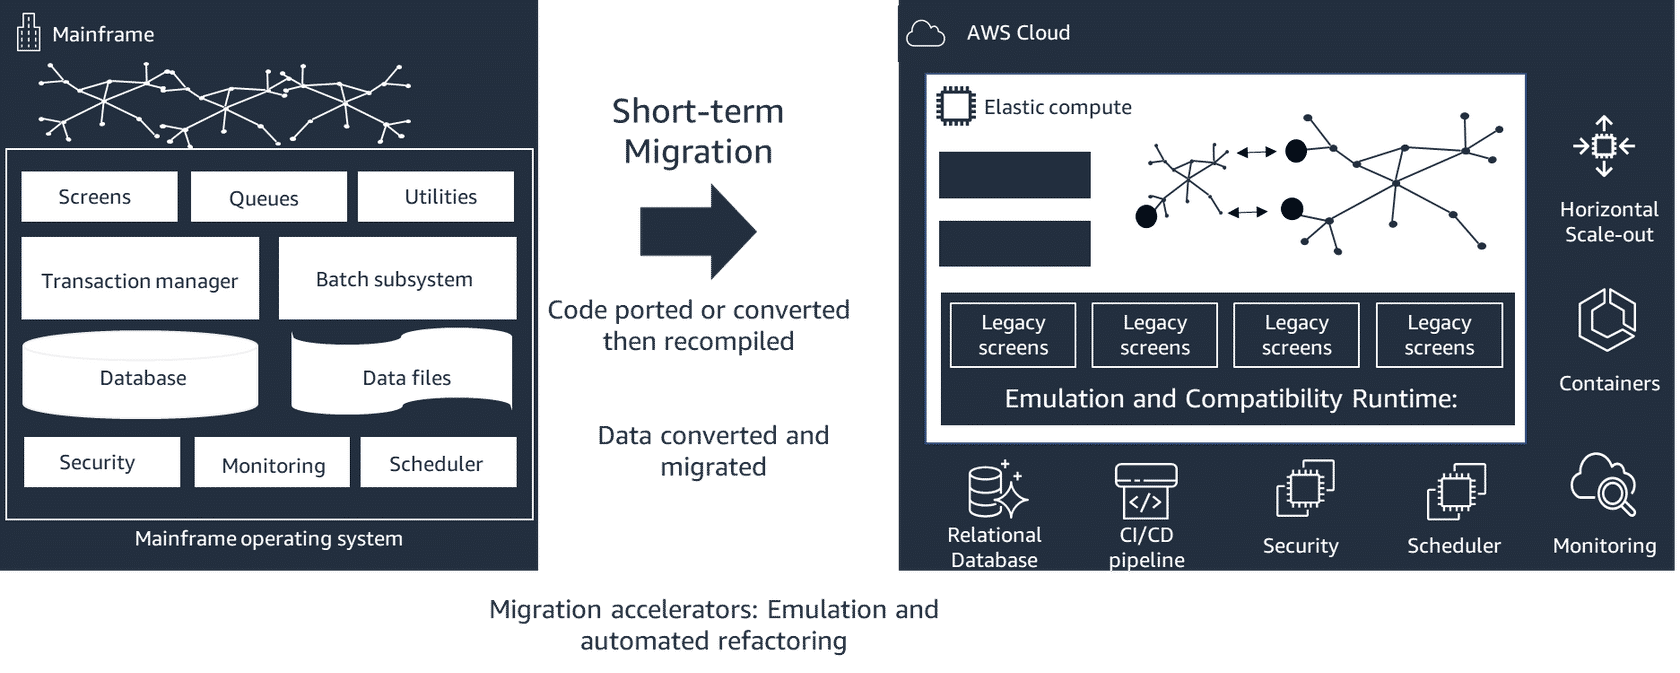 Mainframe
Screens
Queues
Utilities
Transaction manager
Batch subsystem
Database
Data files
Security
Monitoring
Scheduler
Mainframe operating system
Short-term
Migration
Code ported or converted
then recompiled
Data converted and
migrated
Migration accelerators: Emulation and
automated refactoring
AWS Cloud
Elastic compute
Legacy
screens
Legacy
screens
Legacy
screens
Legacy
screens
Emulation and Compatibility Runtime:
Horizontal
Scale-out
Containers
Relational
Database
</>
CI/CD
pipeline
Security
Scheduler
Monitoring